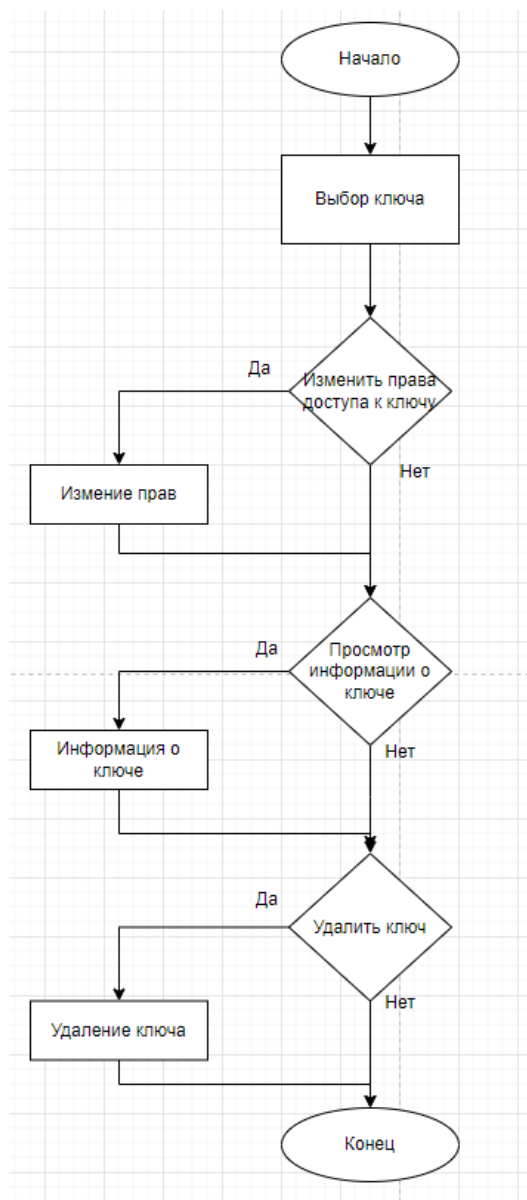 Начало
Выбор ключа
Да
Изменить права
доступа к ключу
Нет
Измение прав
Да
Просмотр
информации о
ключе
Нет
Информация о
ключе
Да
Удалить ключ
Нет
Удаление ключа
Конец